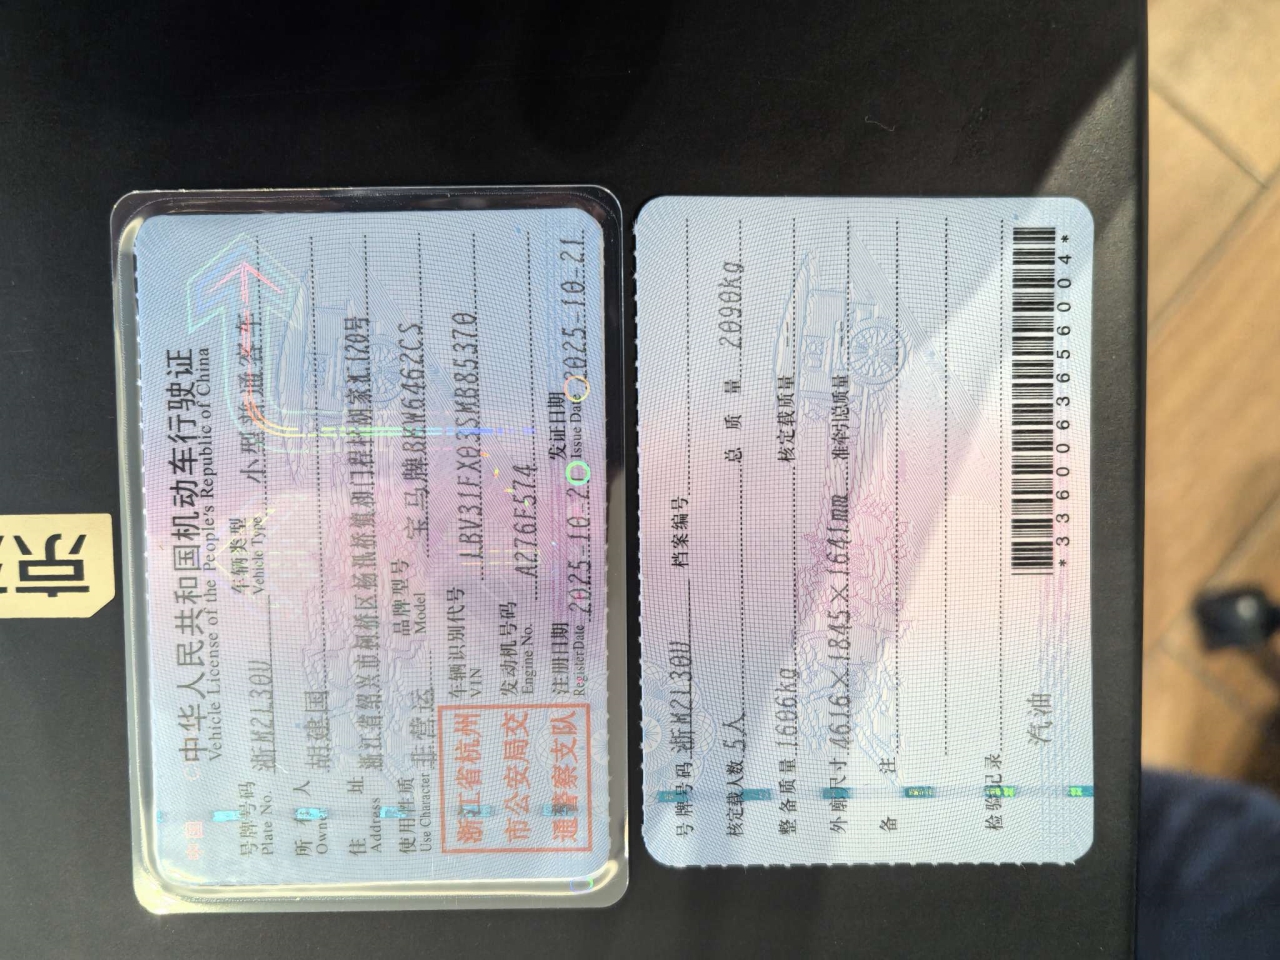 中华人民共和国机动车行驶证
Vehicle License of the People's Republic of China
号牌号码 浙M2L30U 车辆类型 小型普通客车
Plate No. Vehicle Type
所有人 胡建国
Owner
住址 浙江省绍兴市柯桥区杨汛桥
Address
使用性质 非营运 品牌型号 宝马牌BMW6462CS
Use Character Model
浙江省杭州
市公安局交
通警察支队
车辆识别代号 LBV31FX03SMB85370
VIN
发动机号码 A276F574
Engine No.
注册日期 2025-10-21 发证日期 2025-10-21
Register Date Issue Date
号牌号码 浙M2L30U 档案编号
核定载人数 5人 总质量 2090kg
整备质量 1606kg 核定载质量 --
外廓尺寸 4616×1845×1641mm 准牵引总质量
备注
检验记录
汽油
*3360063656004*